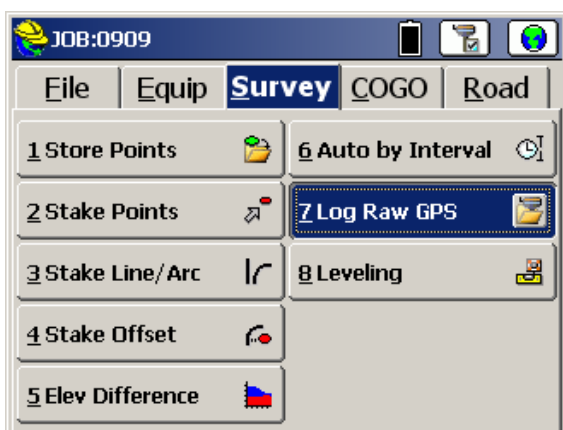 JOB:0909
File Equip Survey COGO Road
1 Store Points
2 Stake Points
3 Stake Line/Arc
4 Stake Offset
5 Elev Difference
6 Auto by Interval
7 Log Raw GPS
8 Leveling